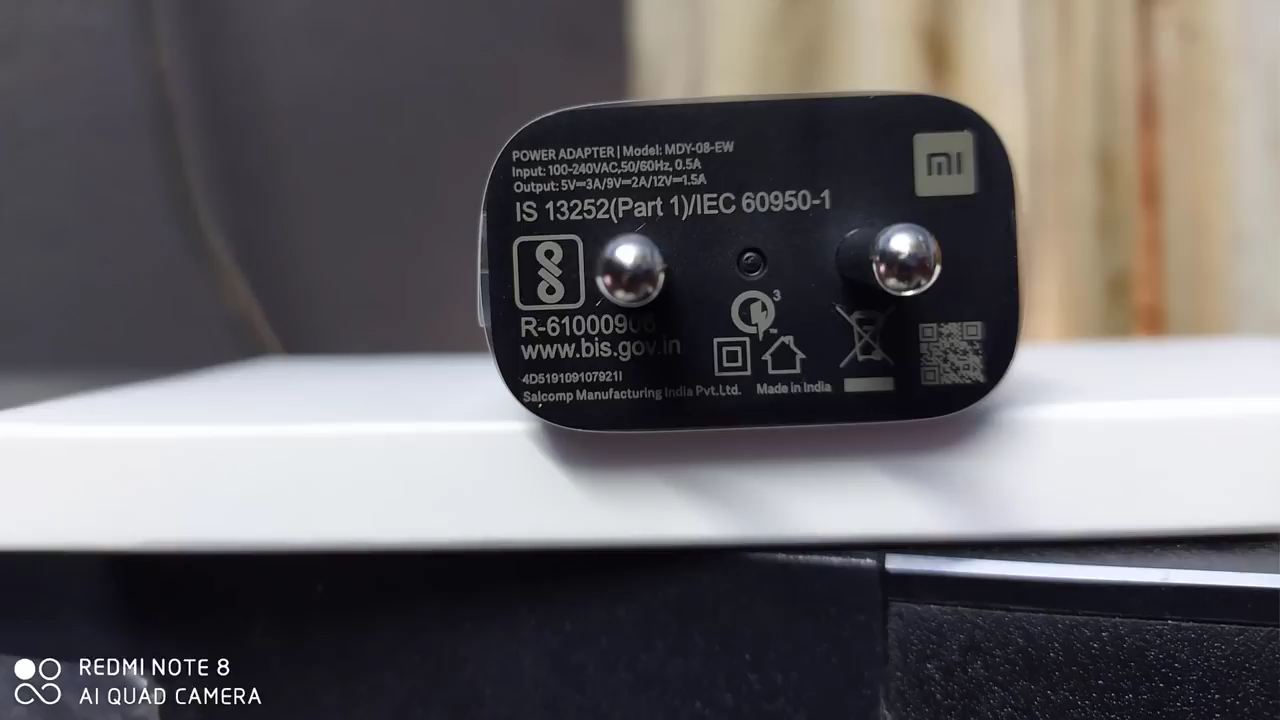 POWER ADAPTER | Model: MDY-08-EW
Input: 100-240VAC,50/60Hz, 0.5A
Output: 5V⎓3A/9V⎓2A/12V⎓1.5A
IS 13252(Part 1)/IEC 60950-1
mi
3
R-61000906
www.bis.gov.in
4D519109107921I
Salcomp Manufacturing India Pvt.Ltd. Made in India
REDMI NOTE 8
AI QUAD CAMERA